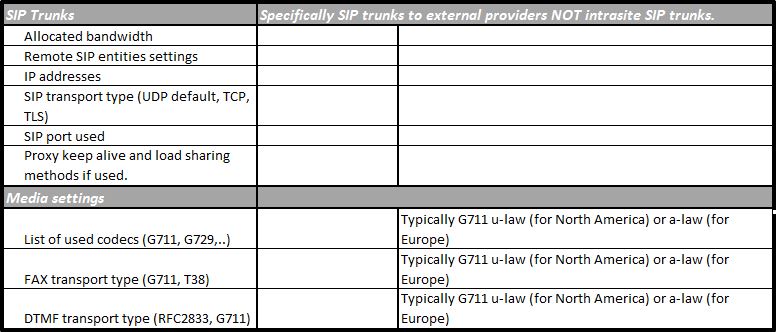 SIP Trunks Specifically SIP trunks to external providers NOT intrasite SIP trunks.
Allocated bandwidth
Remote SIP entities settings
IP addresses
SIP transport type (UDP default, TCP,
TLS)
SIP port used
Proxy keep alive and load sharing
methods if used.
Media settings
Typically G711 u-law (for North America) or a-law (for
List of used codecs (G711, G729,..) Europe)
Typically G711 u-law (for North America) or a-law (for
FAX transport type (G711, T38) Europe)
Typically G711 u-law (for North America) or a-law (for
DTMF transport type (RFC2833, G711) Europe)